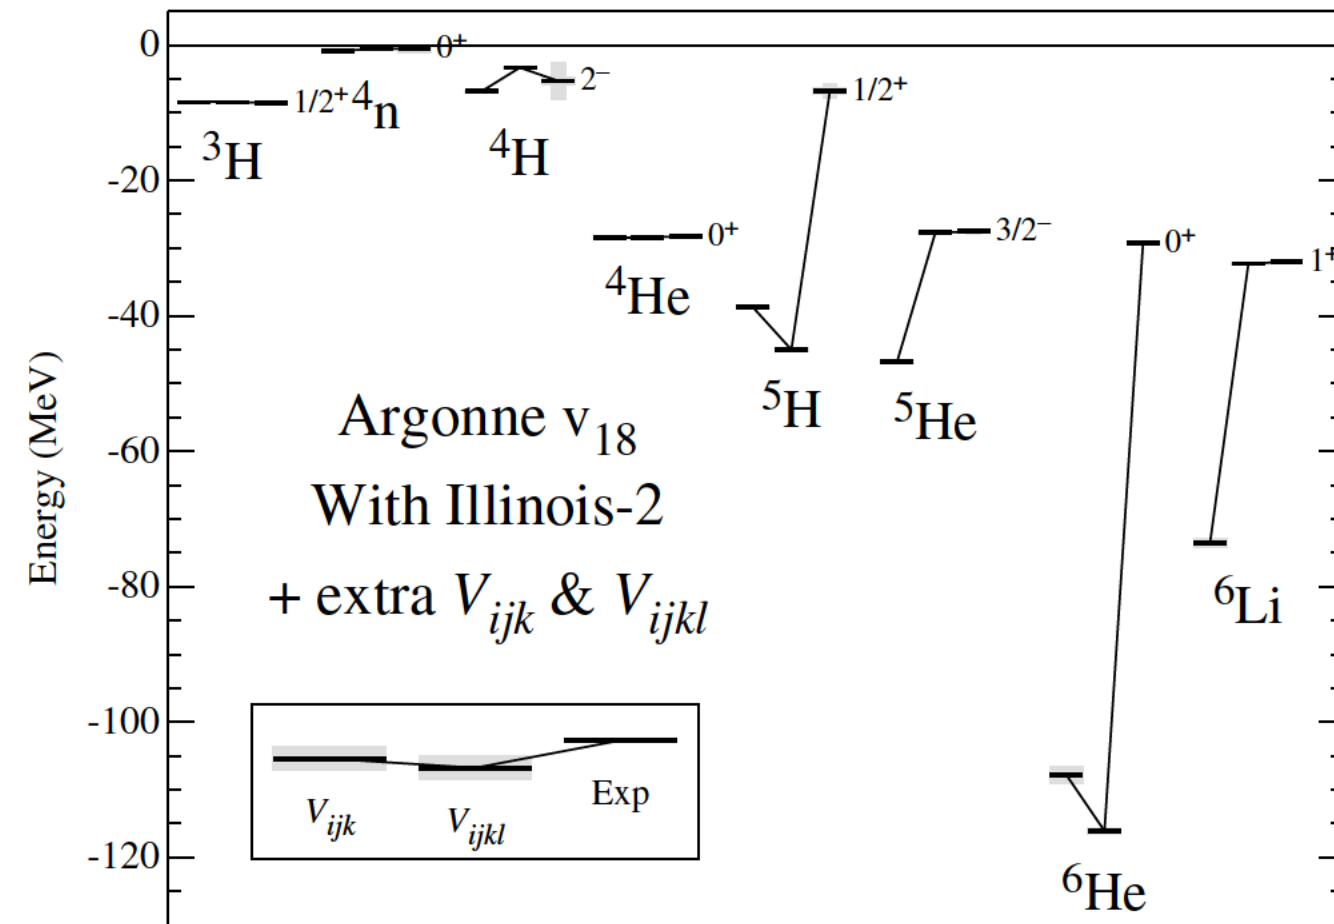 0
-20
-40
-60
-80
-100
-120
Energy (MeV)
1/2⁺
³H
0⁺
⁴n
2⁻
⁴H
0⁺
⁴He
1/2⁺
⁵H
3/2⁻
⁵He
0⁺
⁶He
1⁺
⁶Li
Argonne v₁₈
With Illinois-2
+ extra Vᵢⱼₖ & Vᵢⱼₖₗ
Vᵢⱼₖ
Vᵢⱼₖₗ
Exp